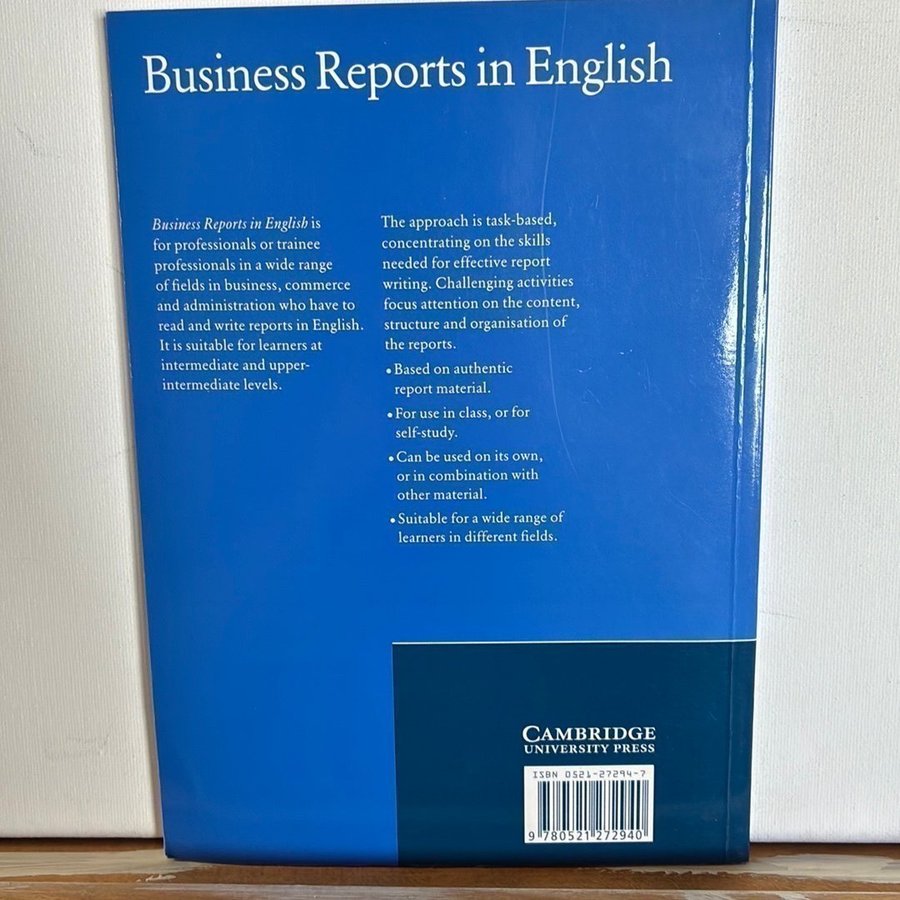 Business Reports in English
Business Reports in English is
for professionals or trainee
professionals in a wide range
of fields in business, commerce
and administration who have to
read and write reports in English.
It is suitable for learners at
intermediate and upper-
intermediate levels.
The approach is task-based,
concentrating on the skills
needed for effective report
writing. Challenging activities
focus attention on the content,
structure and organisation of
the reports.
• Based on authentic
report material.
• For use in class, or for
self-study.
• Can be used on its own,
or in combination with
other material.
• Suitable for a wide range of
learners in different fields.
CAMBRIDGE
UNIVERSITY PRESS
ISBN 0521-27294-7
9 780521 272940